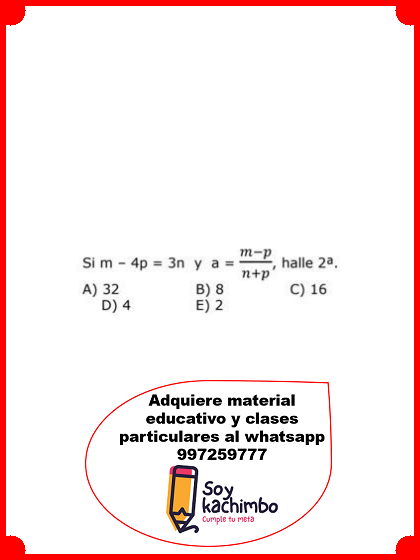 Si m – 4p = 3n y a = \frac{m-p}{n+p}, halle 2ª.
A) 32 B) 8 C) 16
D) 4 E) 2
Adquiere material
educativo y clases
particulares al whatsapp
997259777
Soy
kachimbo
Cumple tu meta